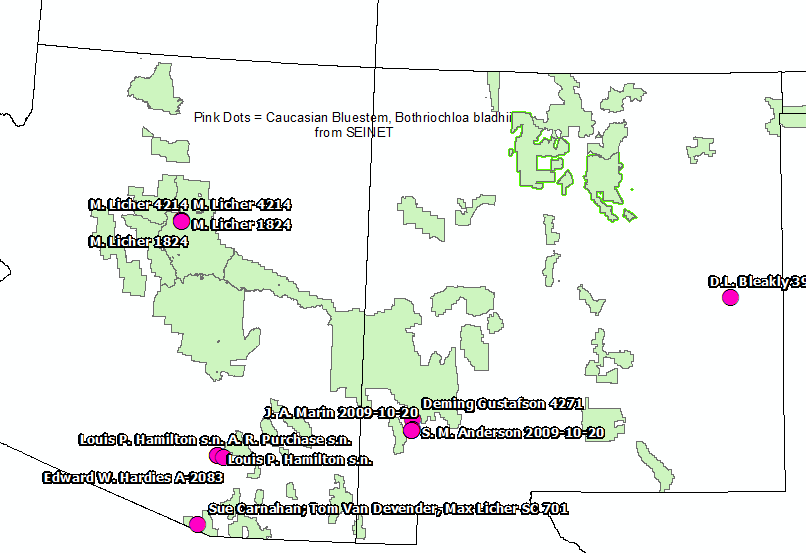 Pink Dots = Caucasian Bluestem, Bothriochloa bladhii
from SEINET
M. Licher 4214 M. Licher 4214
M. Licher 1824
M. Licher 1824
D.L. Bleakly 39
Deming Gustafson 4271
J. A. Marin 2009-10-20
S. M. Anderson 2009-10-20
Louis P. Hamilton s.n. A.R. Purchase s.n.
Louis P. Hamilton s.n.
Edward W. Hardies A-2083
Sue Carnahan; Tom Van Devender, Max Licher SC 701